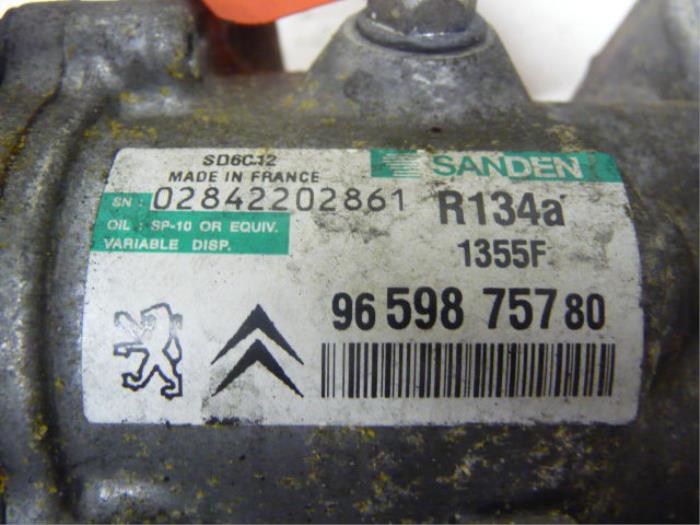 SD6C12
MADE IN FRANCE
SANDEN
SN : 02842202861
R134a
OIL : SP-10 OR EQUIV.
VARIABLE DISP.
1355F
96 598 757 80